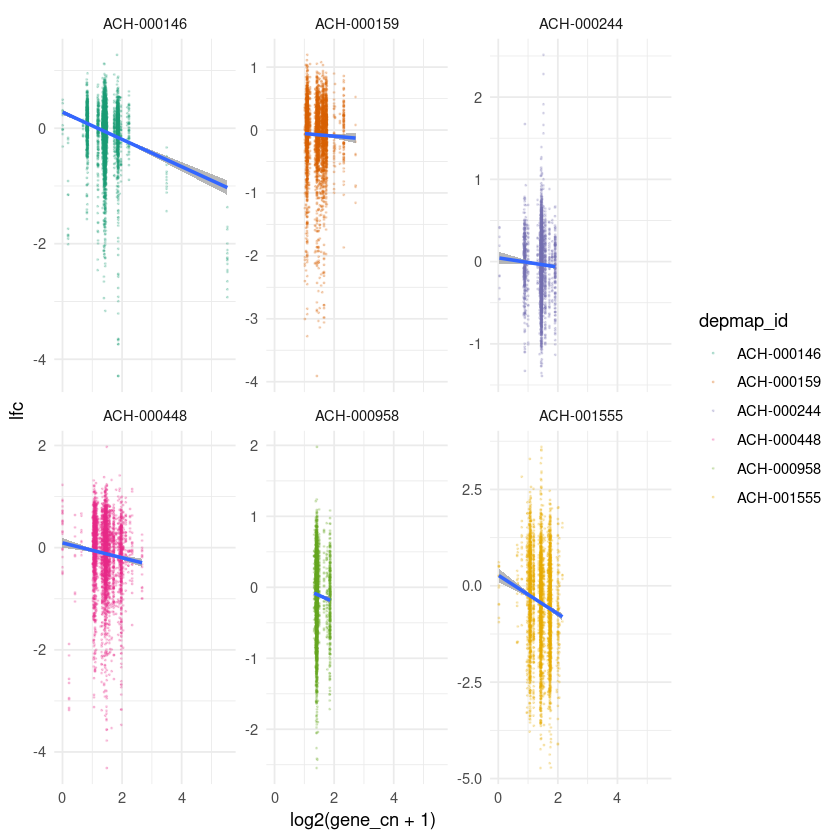 ACH-000146 ACH-000159 ACH-000244
0
-2
-4
1
0
-1
-2
-3
-4
2
1
0
-1
lfc
ACH-000448 ACH-000958 ACH-001555
2
0
-2
-4
2
1
0
-1
-2
2.5
0.0
-2.5
-5.0
0 2 4 0 2 4 0 2 4
log2(gene_cn + 1)
depmap_id
ACH-000146
ACH-000159
ACH-000244
ACH-000448
ACH-000958
ACH-001555